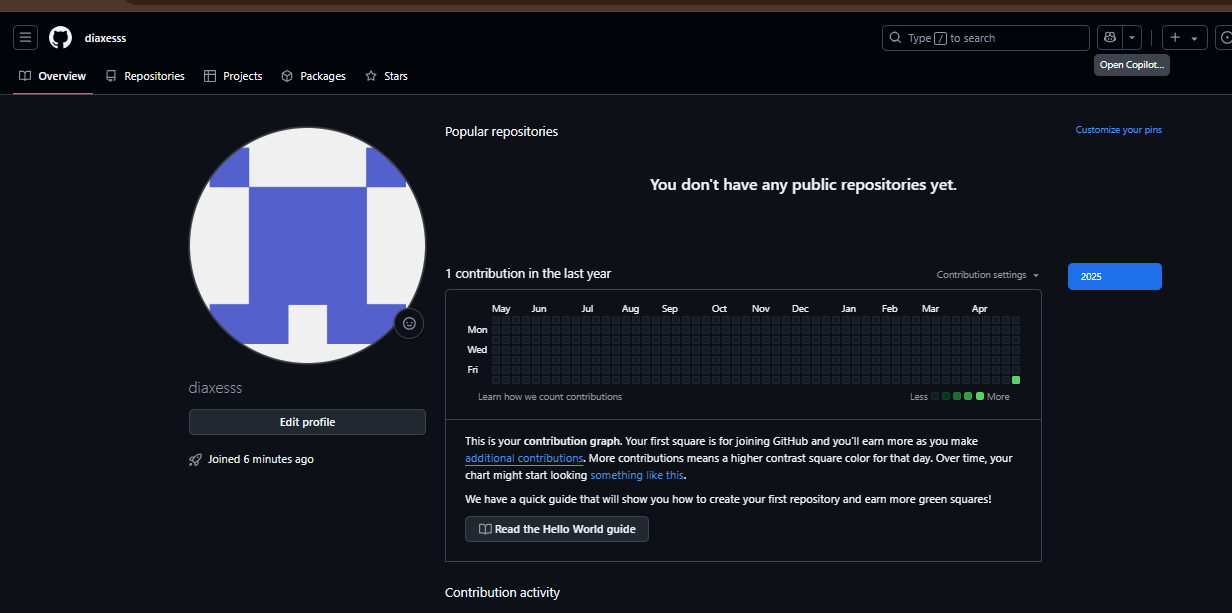 diaxesss
Type / to search
Overview
Repositories
Projects
Packages
Stars
Open Copilot...
Popular repositories
Customize your pins
You don't have any public repositories yet.
1 contribution in the last year
Contribution settings
2025
May Jun Jul Aug Sep Oct Nov Dec Jan Feb Mar Apr
Mon
Wed
Fri
Learn how we count contributions
Less
More
diaxesss
Edit profile
Joined 6 minutes ago
This is your contribution graph. Your first square is for joining GitHub and you'll earn more as you make
additional contributions. More contributions means a higher contrast square color for that day. Over time, your
chart might start looking something like this.
We have a quick guide that will show you how to create your first repository and earn more green squares!
Read the Hello World guide
Contribution activity